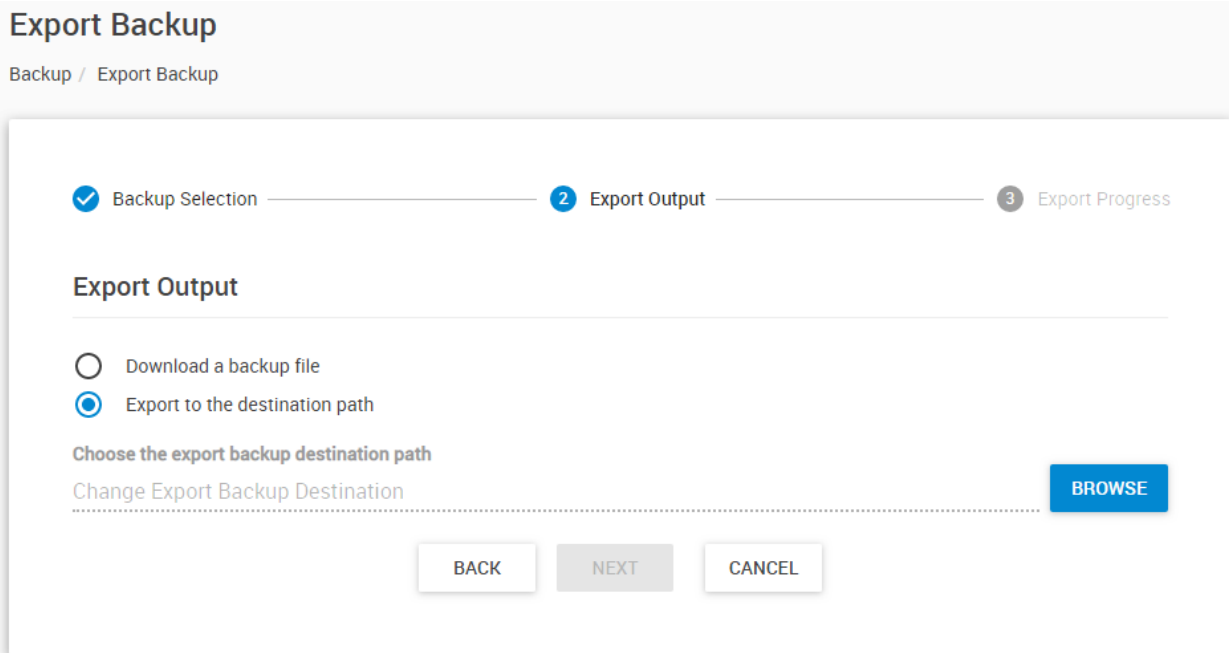 Export Backup
Backup / Export Backup
Backup Selection 2 Export Output 3 Export Progress
Export Output
Download a backup file
Export to the destination path
Choose the export backup destination path
Change Export Backup Destination
BROWSE
BACK NEXT CANCEL